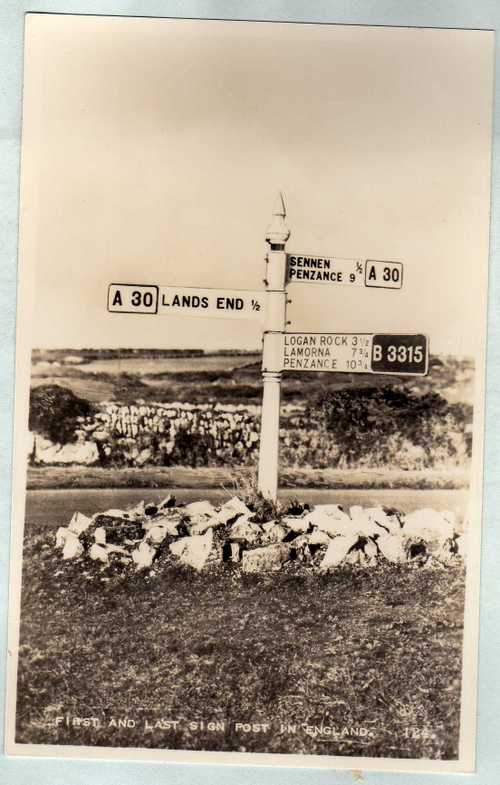 SENNEN ½
PENZANCE 9
A 30
A 30
LANDS END ½
LOGAN ROCK 3½
LAMORNA 7¾
PENZANCE 10¾
B 3315
FIRST AND LAST SIGN POST IN ENGLAND.